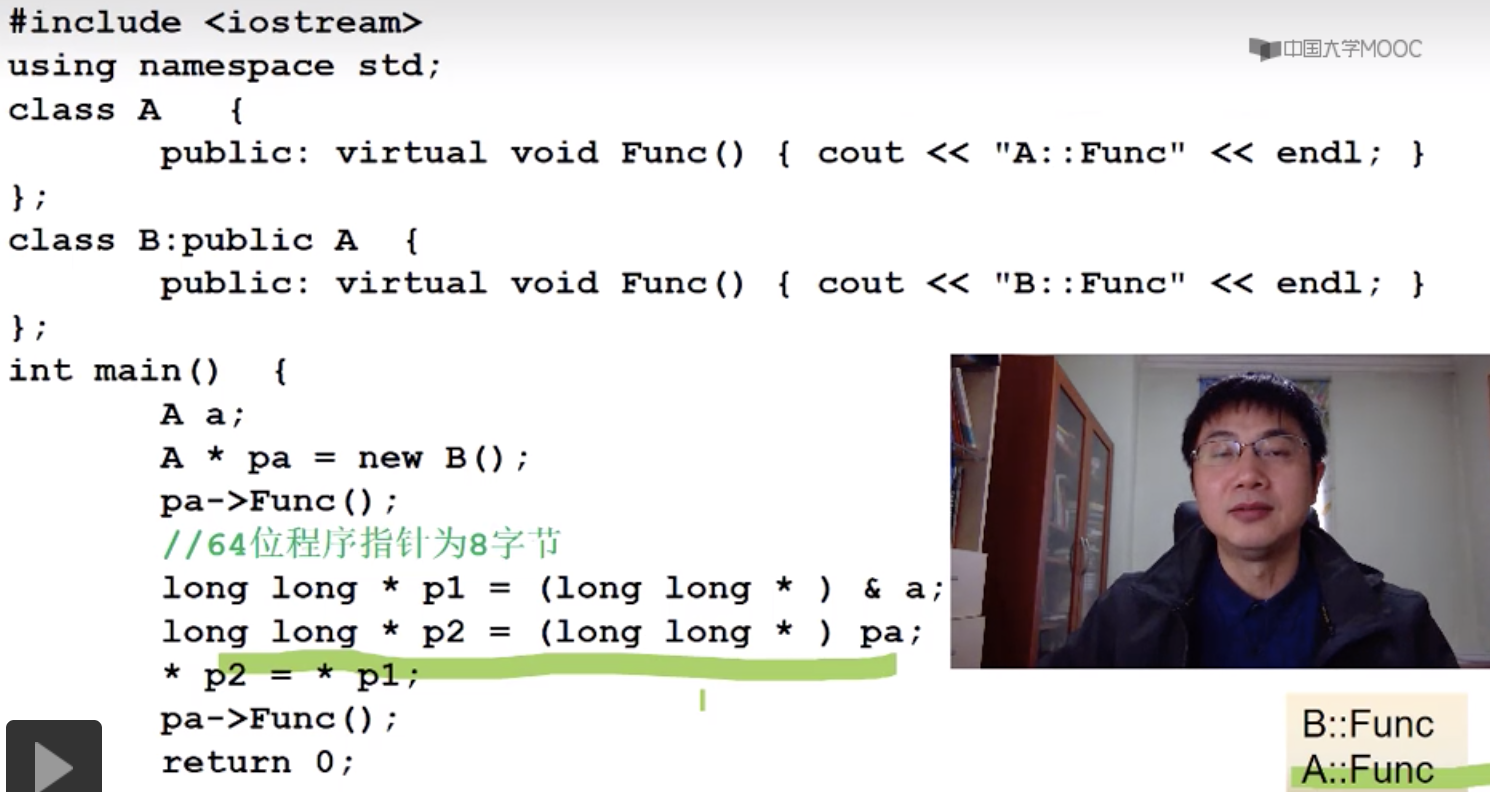 #include <iostream>
中国大学MOOC
using namespace std;
class A {
public: virtual void Func() { cout << "A::Func" << endl; }
};
class B:public A {
public: virtual void Func() { cout << "B::Func" << endl; }
};
int main() {
A a;
A * pa = new B();
pa->Func();
//64位程序指针为8字节
long long * p1 = (long long * ) & a;
long long * p2 = (long long * ) pa;
* p2 = * p1;
pa->Func();
return 0;
B::Func
A::Func